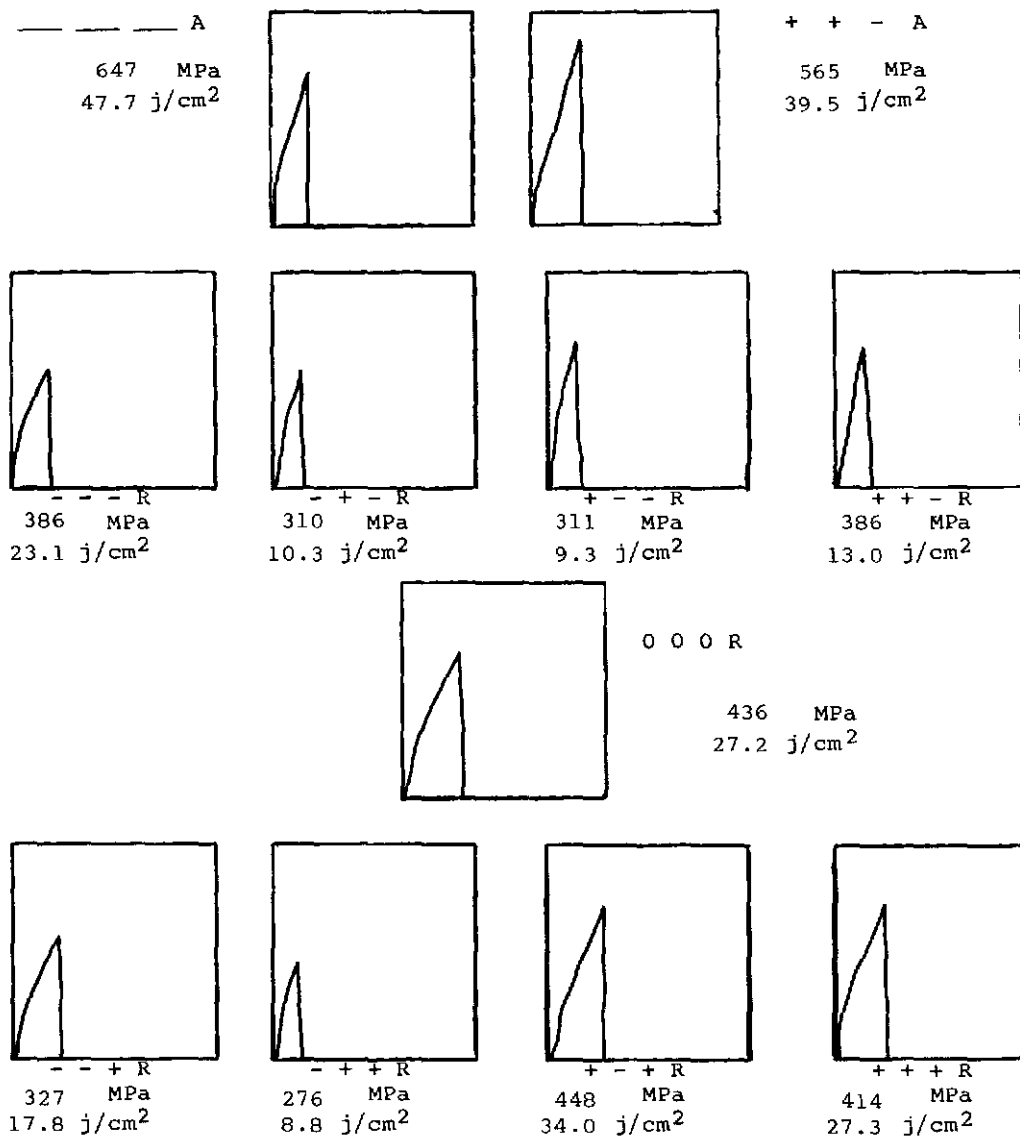 — — — A
647 MPa
47.7 j/cm²
+ + - A
565 MPa
39.5 j/cm²
- - - R
386 MPa
23.1 j/cm²
- + - R
310 MPa
10.3 j/cm²
+ - - R
311 MPa
9.3 j/cm²
+ + - R
386 MPa
13.0 j/cm²
0 0 0 R
436 MPa
27.2 j/cm²
- - + R
327 MPa
17.8 j/cm²
- + + R
276 MPa
8.8 j/cm²
+ - + R
448 MPa
34.0 j/cm²
+ + + R
414 MPa
27.3 j/cm²